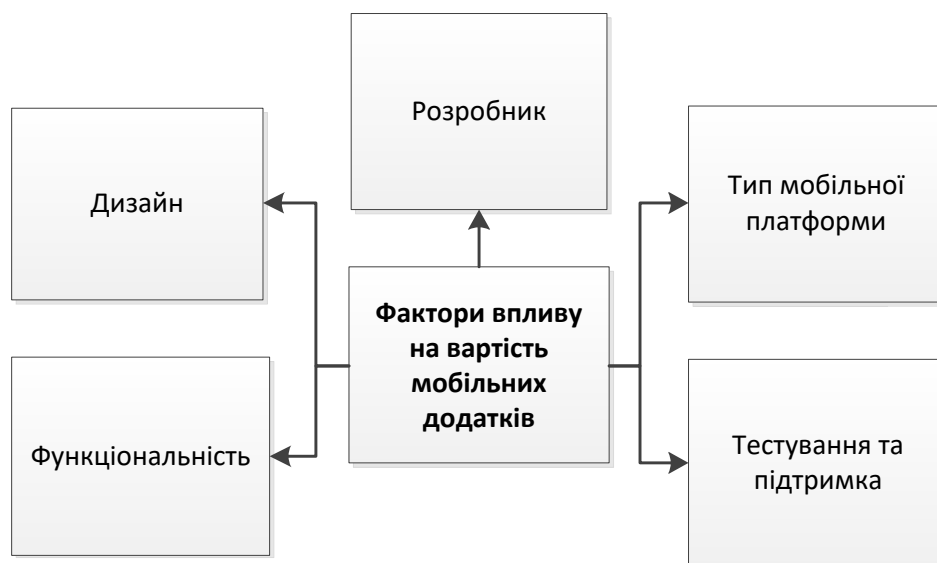 Розробник
Дизайн
Тип мобільної
платформи
Фактори впливу
на вартість
мобільних
додатків
Функціональність
Тестування та
підтримка